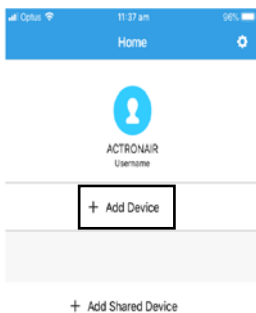 Optus 11:37 am 96%
Home
ACTRONAIR
Username
+ Add Device
+ Add Shared Device